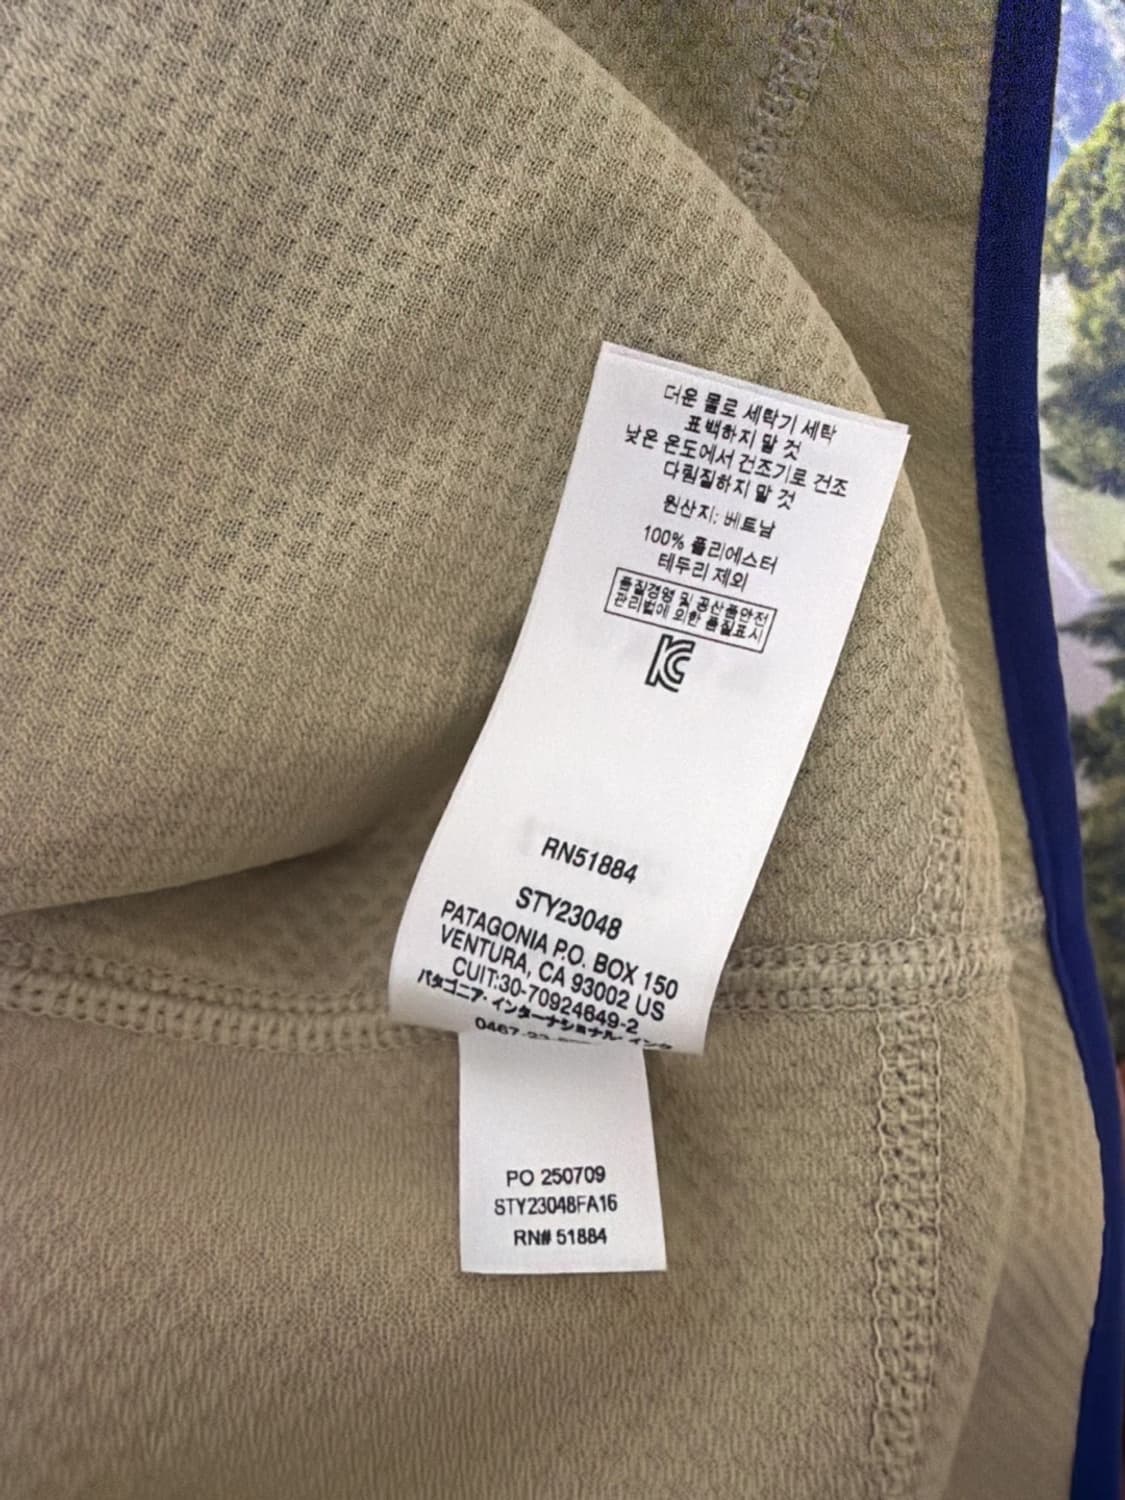 더운 물로 세탁기 세탁
표백하지 말 것
낮은 온도에서 건조기로 건조
다림질하지 말 것
원산지: 베트남
100% 폴리에스터
테두리 제외
품질경영 및 공산품안전
관리법에 의한 품질표시
KC
RN51884
STY23048
PATAGONIA P.O. BOX 150
VENTURA, CA 93002 US
CUIT:30-70924649-2
パタゴニア・インターナショナル・インク
0467-23-
PO 250709
STY23048FA16
RN# 51884